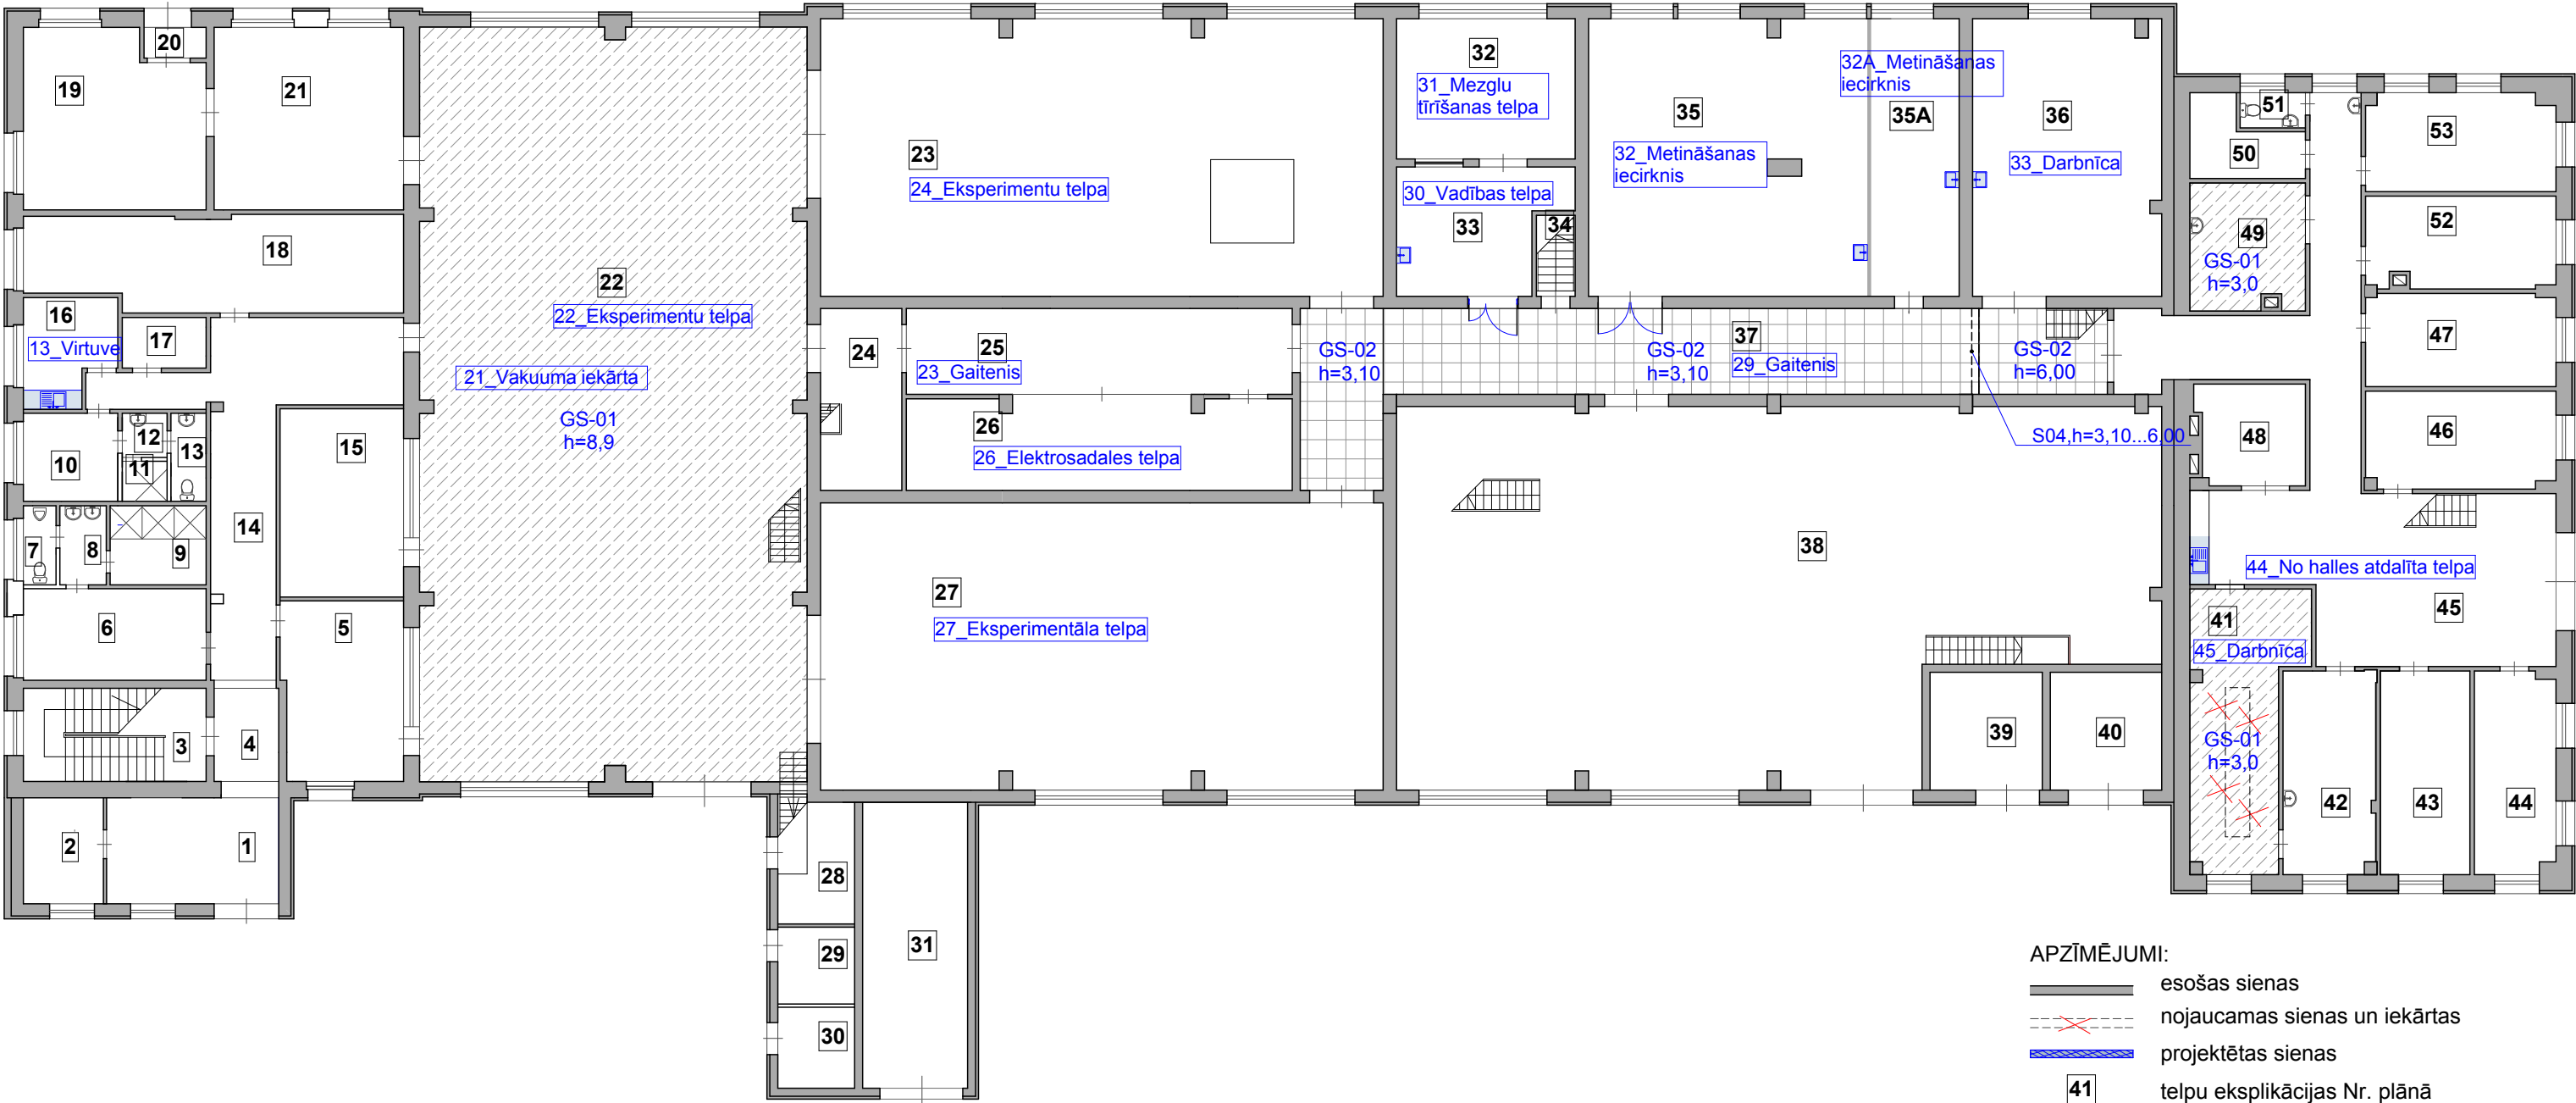 20
19
21
18
16
13_Virtuve
17
15
12
13
10
11
14
7
8
9
6
5
3
4
2
1
22
22_Eksperimentu telpa
21_Vakuuma iekārta
GS-01
h=8,9
23
24_Eksperimentu telpa
24
25
23_Gaitenis
26
26_Elektrosadales telpa
27
27_Eksperimentāla telpa
28
29
30
31
32
31_Mezglu
tīrīšanas telpa
30_Vadības telpa
33
34
35
32_Metināšanas
iecirknis
32A_Metināšanas
iecirknis
35A
36
33_Darbnīca
GS-02
h=3,10
GS-02
h=3,10
37
29_Gaitenis
GS-02
h=6,00
S04,h=3,10...6,00
38
39
40
51
50
53
49
GS-01
h=3,0
52
47
46
48
44_No halles atdalīta telpa
45
41
45_Darbnīca
GS-01
h=3,0
42
43
44
APZĪMĒJUMI:
esošas sienas
nojaucamas sienas un iekārtas
projektētas sienas
41 telpu eksplikācijas Nr. plānā